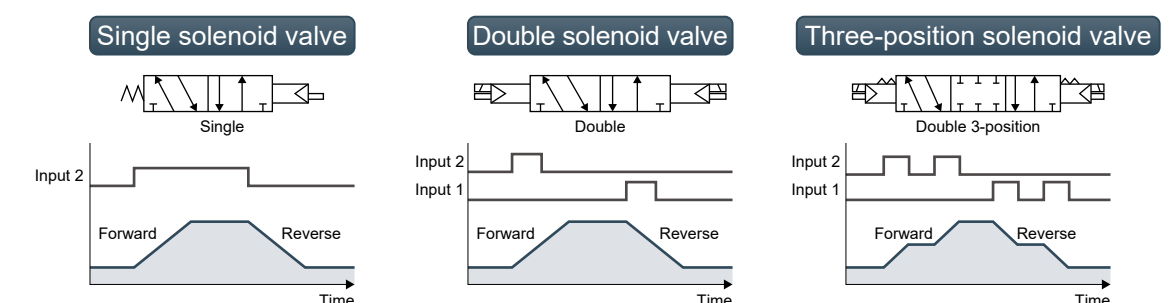 Single solenoid valve
Single
Input 2
Forward
Reverse
Time
Double solenoid valve
Double
Input 2
Input 1
Forward
Reverse
Time
Three-position solenoid valve
Double 3-position
Input 2
Input 1
Forward
Reverse
Time